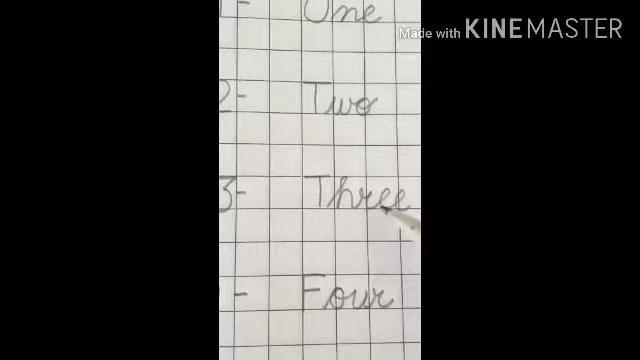 1- One
Made with KINEMASTER
2- Two
3- Three
- Four